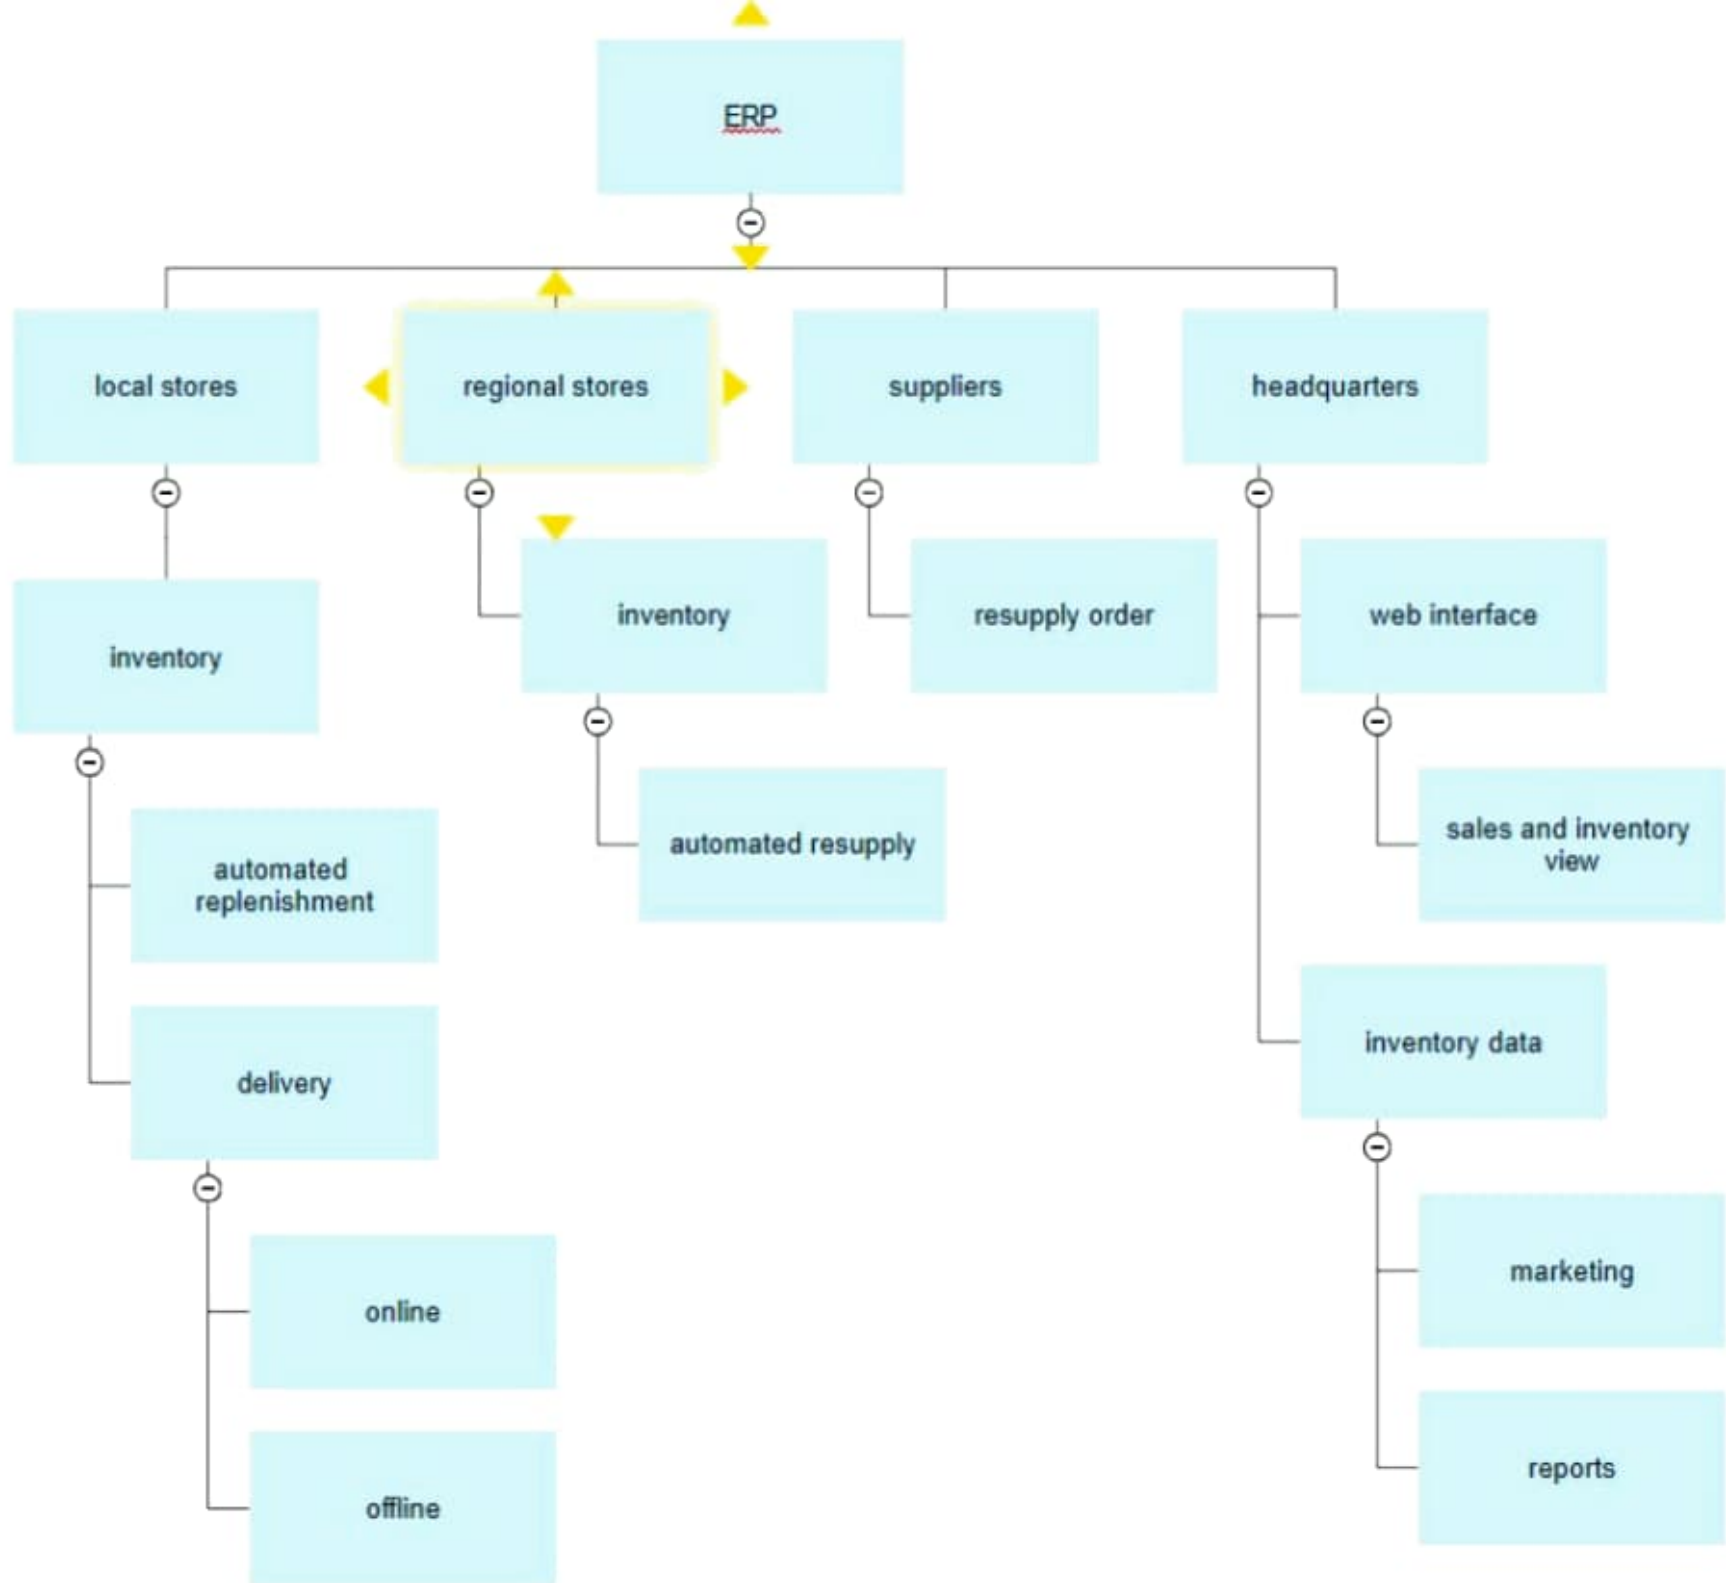 ERP
local stores
regional stores
suppliers
headquarters
inventory
inventory
resupply order
web interface
automated
replenishment
automated resupply
sales and inventory
view
delivery
inventory data
online
marketing
offline
reports